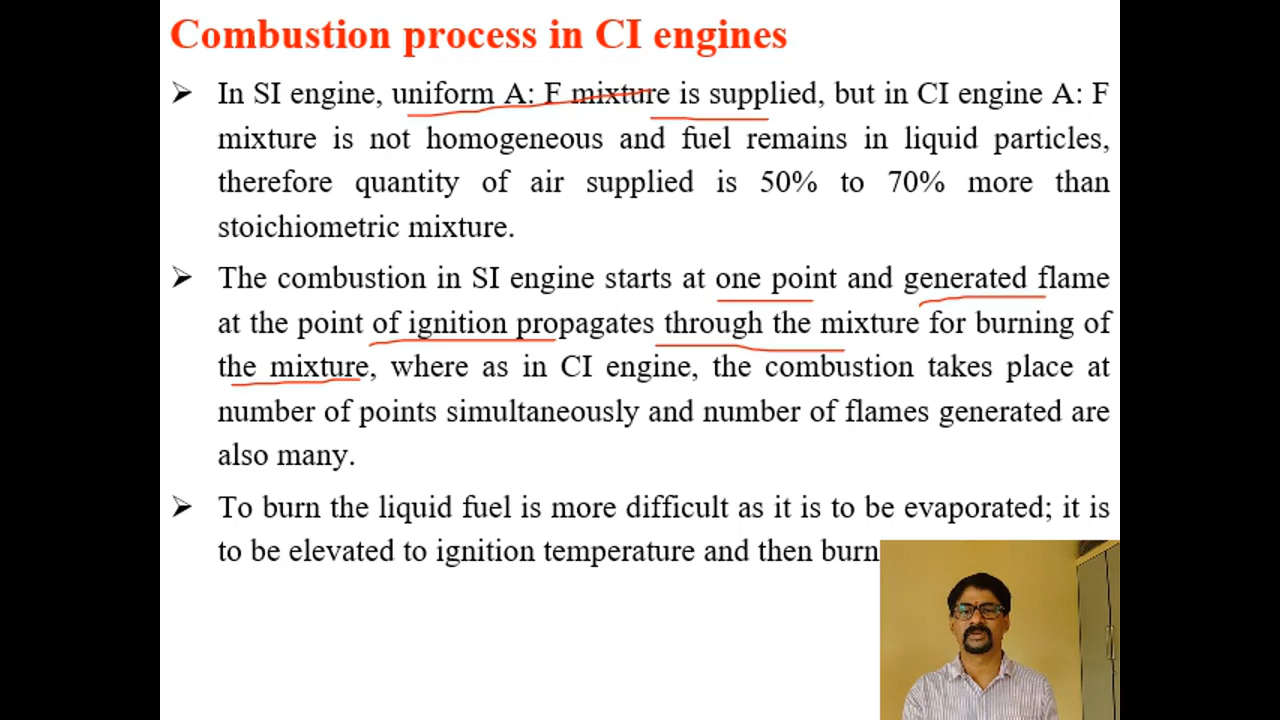 Combustion process in CI engines
➢ In SI engine, uniform A: F mixture is supplied, but in CI engine A: F
mixture is not homogeneous and fuel remains in liquid particles,
therefore quantity of air supplied is 50% to 70% more than
stoichiometric mixture.
➢ The combustion in SI engine starts at one point and generated flame
at the point of ignition propagates through the mixture for burning of
the mixture, where as in CI engine, the combustion takes place at
number of points simultaneously and number of flames generated are
also many.
➢ To burn the liquid fuel is more difficult as it is to be evaporated; it is
to be elevated to ignition temperature and then burn